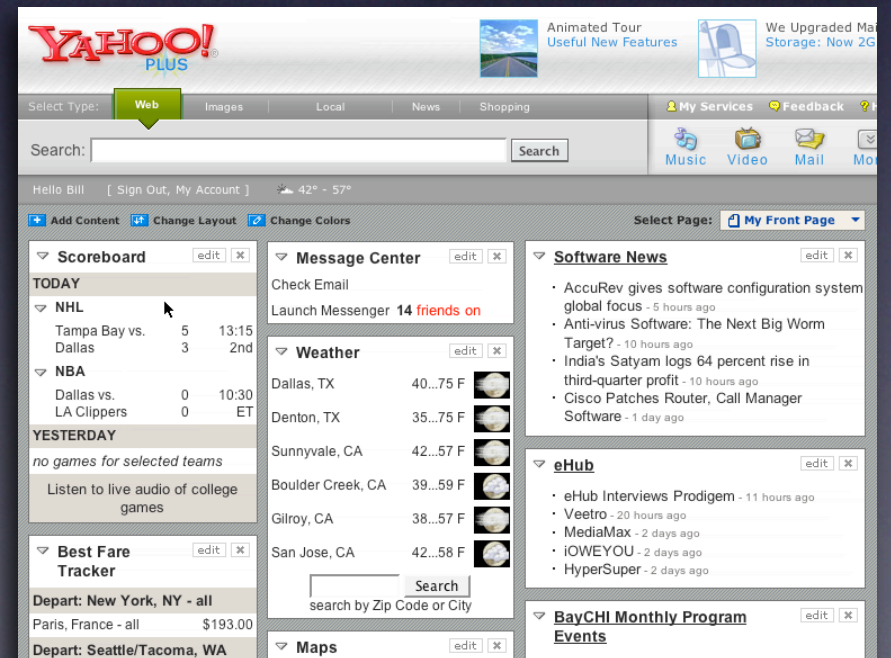 YAHOO!
PLUS
Animated Tour
Useful New Features
We Upgraded Mai
Storage: Now 2G
Select Type:
Web
Images
Local
News
Shopping
My Services
Feedback
Search:
Search
Music
Video
Mail
Mor
Hello Bill [ Sign Out, My Account ] 42° - 57°
Add Content
Change Layout
Change Colors
Select Page:
My Front Page
Scoreboard
edit
TODAY
NHL
Tampa Bay vs. 5 13:15
Dallas 3 2nd
NBA
Dallas vs. 0 10:30
LA Clippers 0 ET
YESTERDAY
no games for selected teams
Listen to live audio of college
games
Best Fare
Tracker
edit
Depart: New York, NY - all
Paris, France - all $193.00
Depart: Seattle/Tacoma, WA
Message Center
edit
Check Email
Launch Messenger 14 friends on
Weather
edit
Dallas, TX 40...75 F
Denton, TX 35...75 F
Sunnyvale, CA 42...57 F
Boulder Creek, CA 39...59 F
Gilroy, CA 38...57 F
San Jose, CA 42...58 F
Search
search by Zip Code or City
Maps
edit
Software News
edit
· AccuRev gives software configuration system
global focus - 5 hours ago
· Anti-virus Software: The Next Big Worm
Target? - 10 hours ago
· India's Satyam logs 64 percent rise in
third-quarter profit - 10 hours ago
· Cisco Patches Router, Call Manager
Software - 1 day ago
eHub
edit
· eHub Interviews Prodigem - 11 hours ago
· Veetro - 20 hours ago
· MediaMax - 2 days ago
· iOWEYOU - 2 days ago
· HyperSuper - 2 days ago
BayCHI Monthly Program
Events
edit